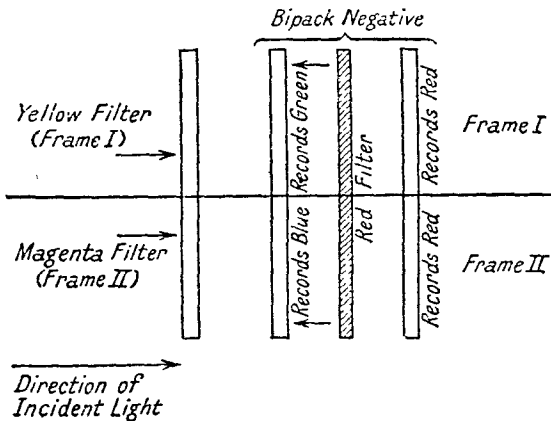 Bipack Negative
Yellow Filter
(Frame I)
Records Green
Red Filter
Records Red
Frame I
Magenta Filter
(Frame II)
Records Blue
Records Red
Frame II
Direction of
Incident Light